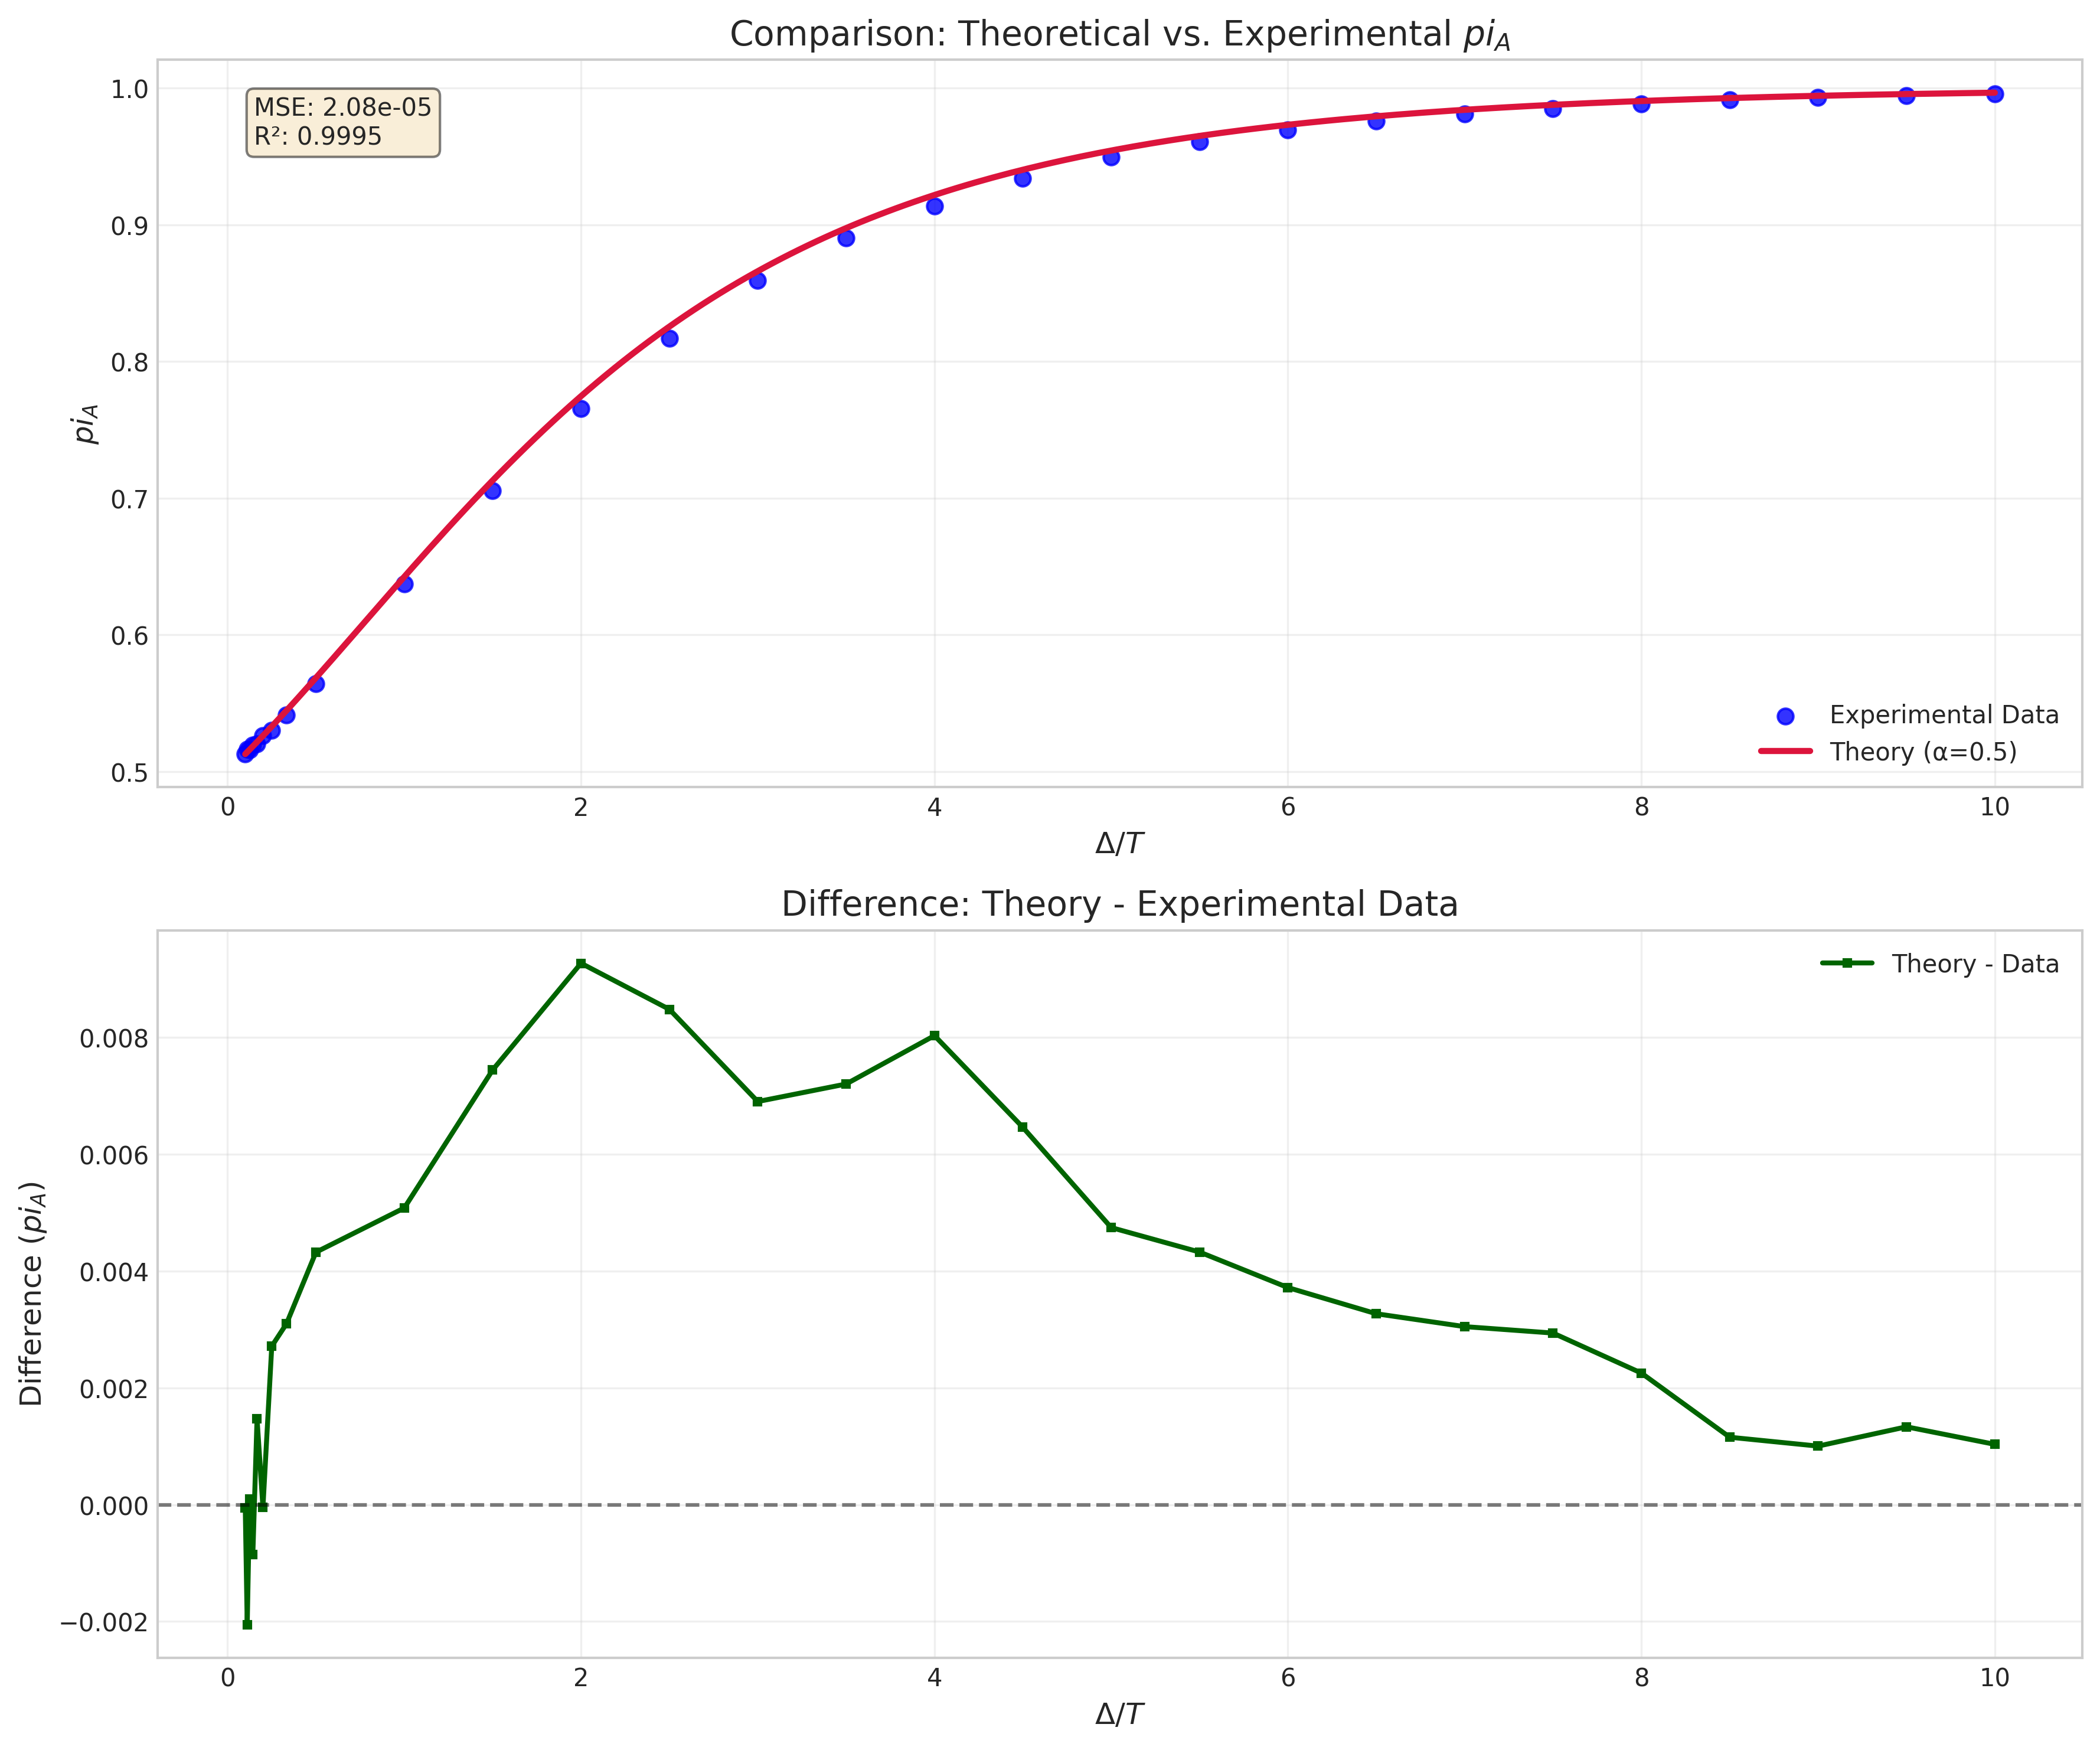 Comparison: Theoretical vs. Experimental pi_A
MSE: 2.08e-05
R²: 0.9995
1.0
0.9
0.8
0.7
0.6
0.5
pi_A
Experimental Data
Theory (α=0.5)
0 2 4 6 8 10
Δ/T
Difference: Theory - Experimental Data
Theory - Data
0.008
0.006
0.004
0.002
0.000
−0.002
Difference (pi_A)
0 2 4 6 8 10
Δ/T